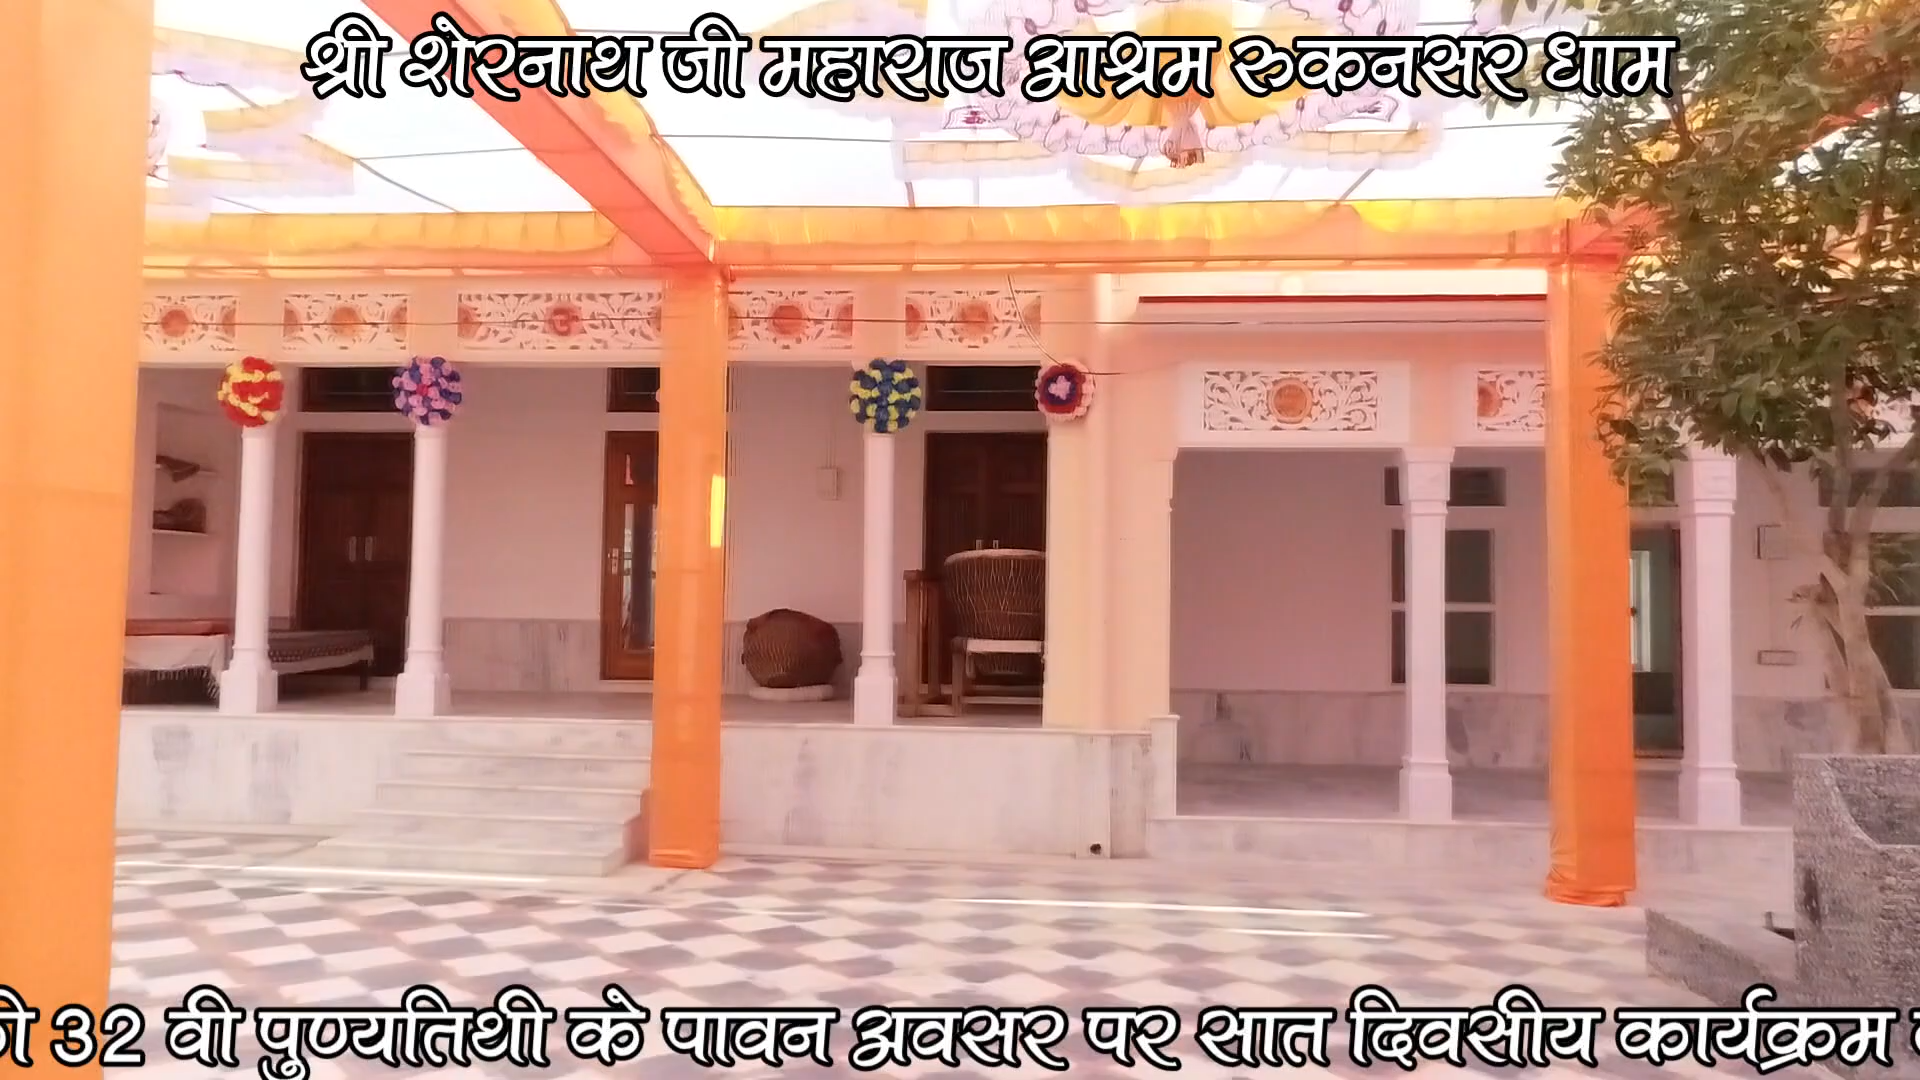 श्री शेरनाथ जी महाराज आश्रम रुकनसर धाम
32 वी पुण्यतिथी के पावन अवसर पर सात दिवसीय कार्यक्रम